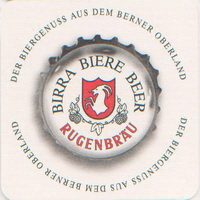 DER BIERGENUSS AUS DEM BERNER OBERLAND
BIRRA BIERE BEER
RUGENBRÄU
DER BIERGENUSS AUS DEM BERNER OBERLAND